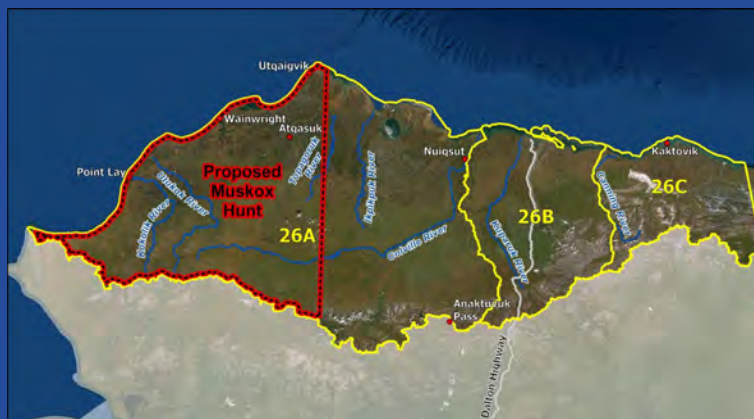 Utqaigvik
Wainwright
Atqasuk
Point Lay
Proposed
Muskox
Hunt
Kokolik River
Utukok River
Topagoruk
River
Ikpikpuk River
26A
Colville River
Nuiqsut
Kuparuk River
26B
Anaktuvuk
Pass
Dalton Highway
Kaktovik
26C
Canning River